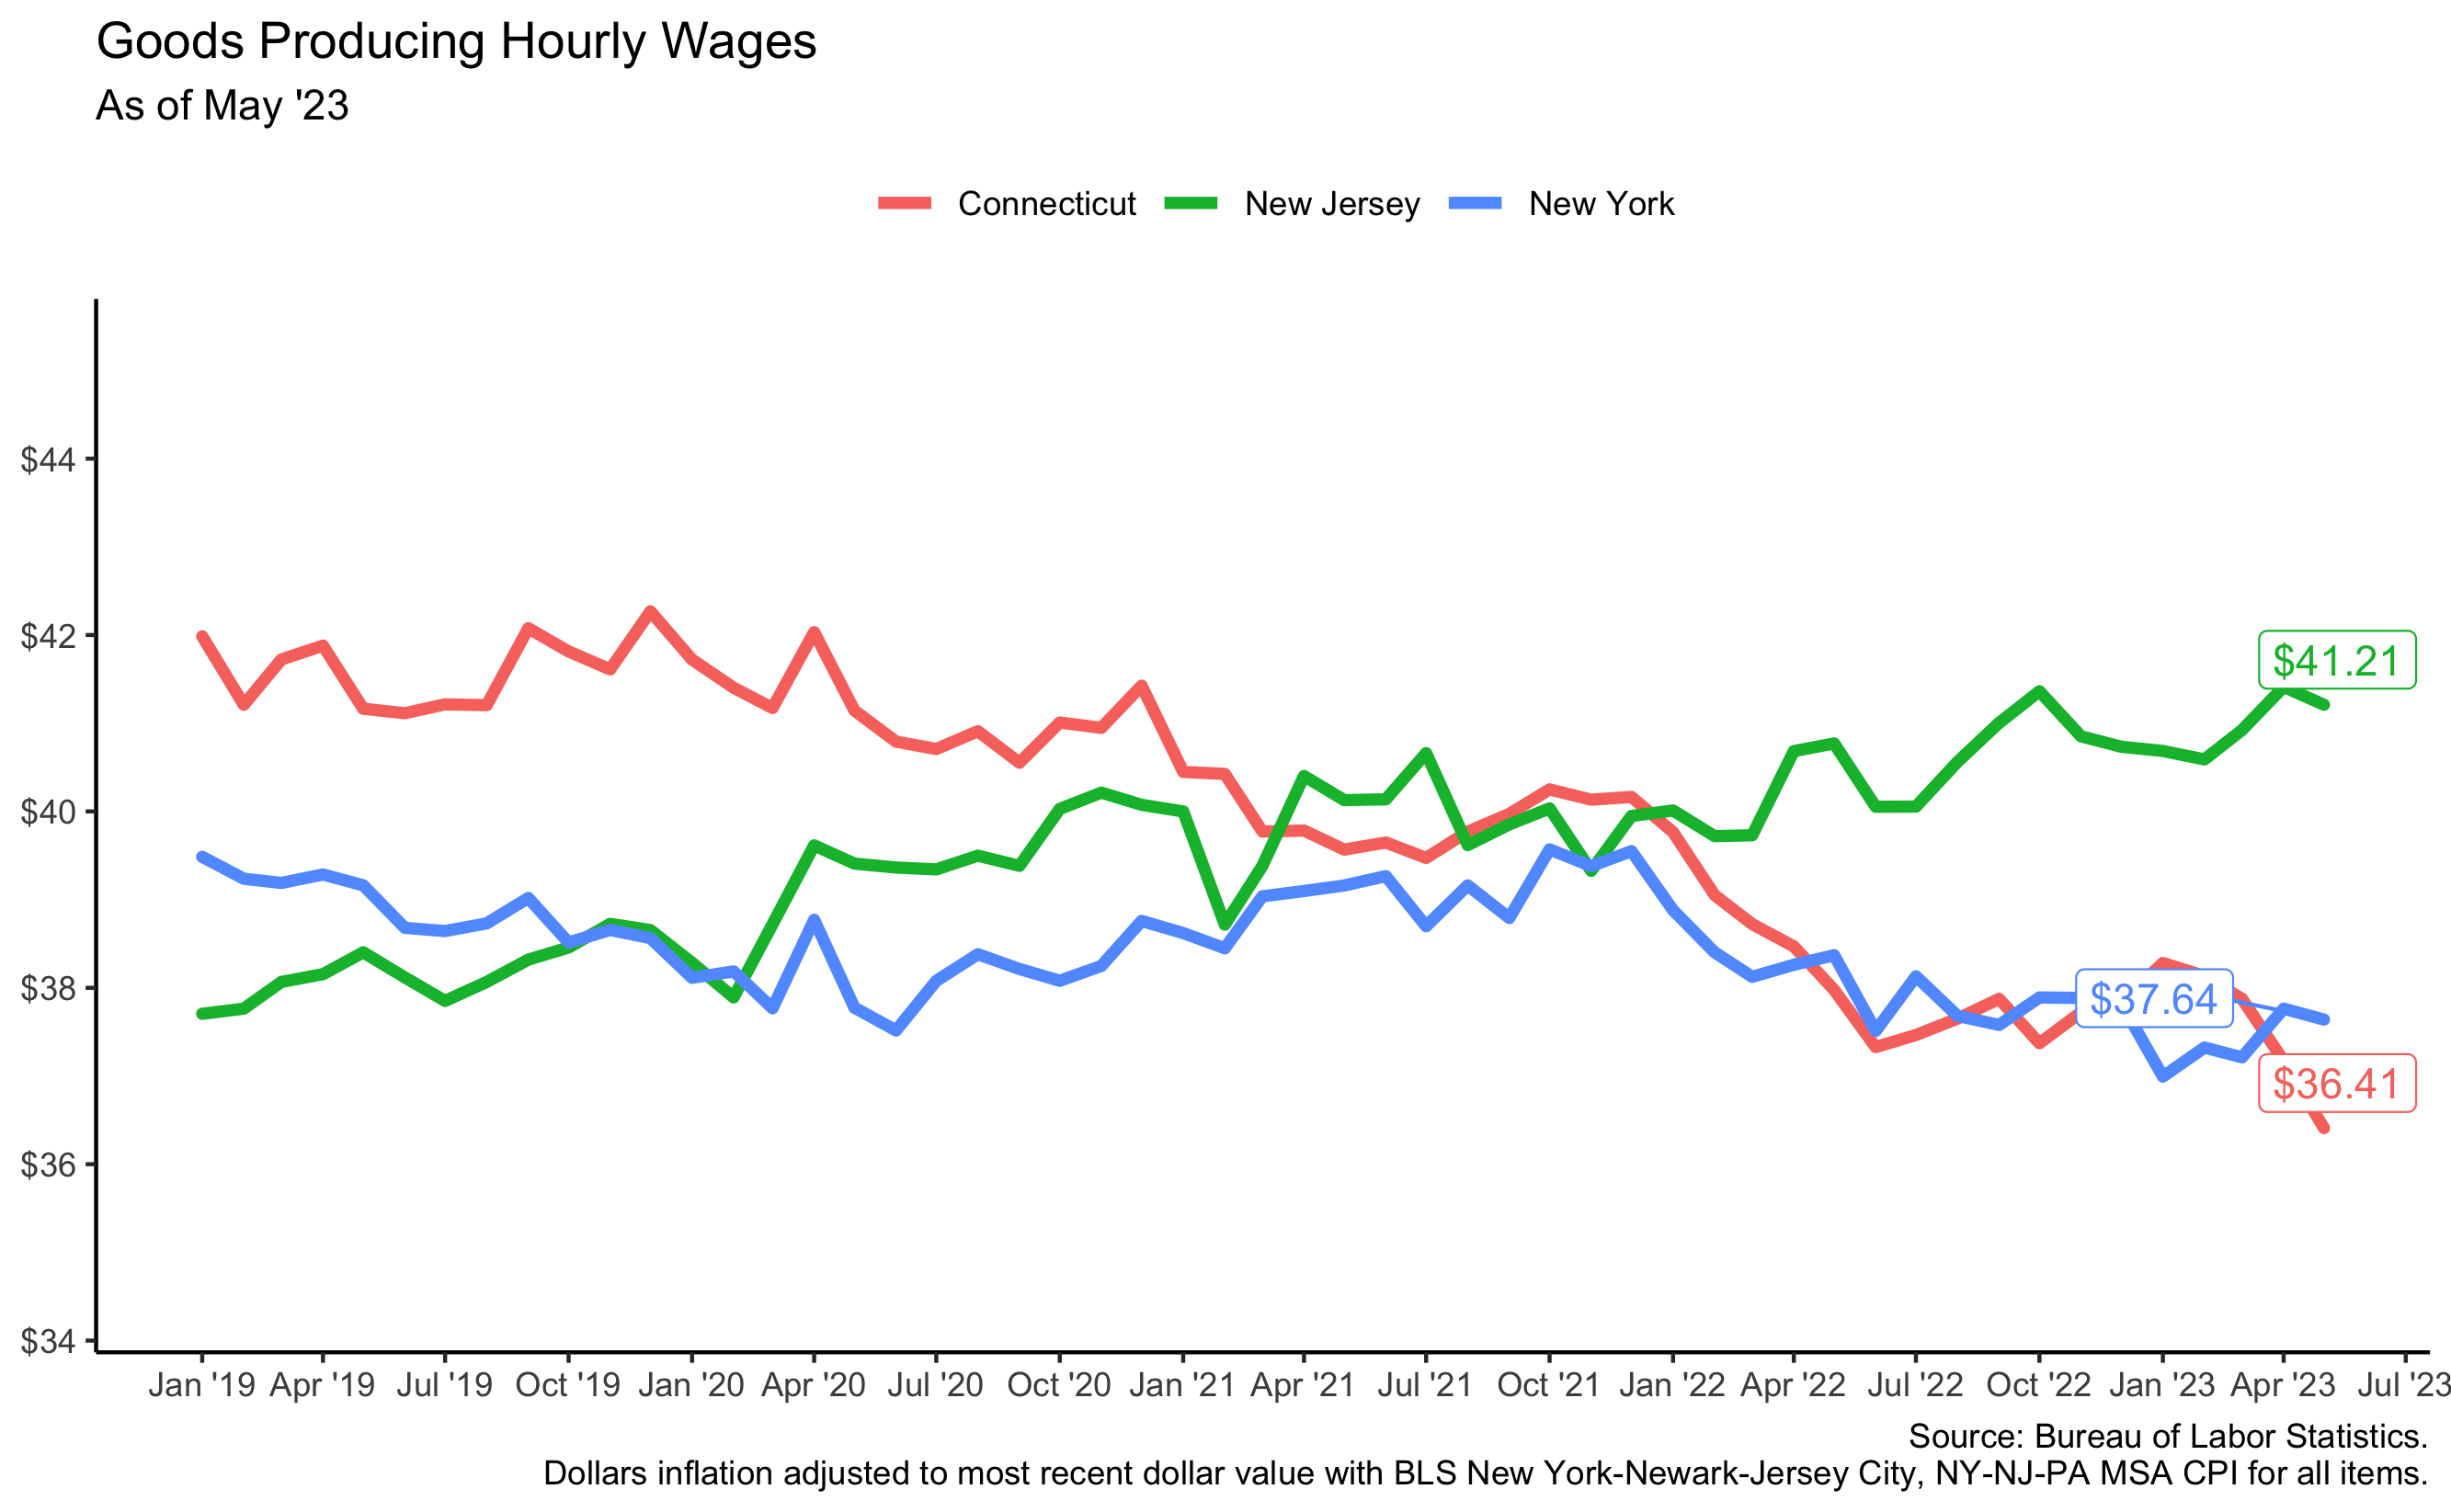 Goods Producing Hourly Wages
As of May '23
Connecticut New Jersey New York
$44
$42
$41.21
$40
$38
$37.64
$36.41
$36
$34
Jan '19 Apr '19 Jul '19 Oct '19 Jan '20 Apr '20 Jul '20 Oct '20 Jan '21 Apr '21 Jul '21 Oct '21 Jan '22 Apr '22 Jul '22 Oct '22 Jan '23 Apr '23 Jul '23
Source: Bureau of Labor Statistics.
Dollars inflation adjusted to most recent dollar value with BLS New York-Newark-Jersey City, NY-NJ-PA MSA CPI for all items.